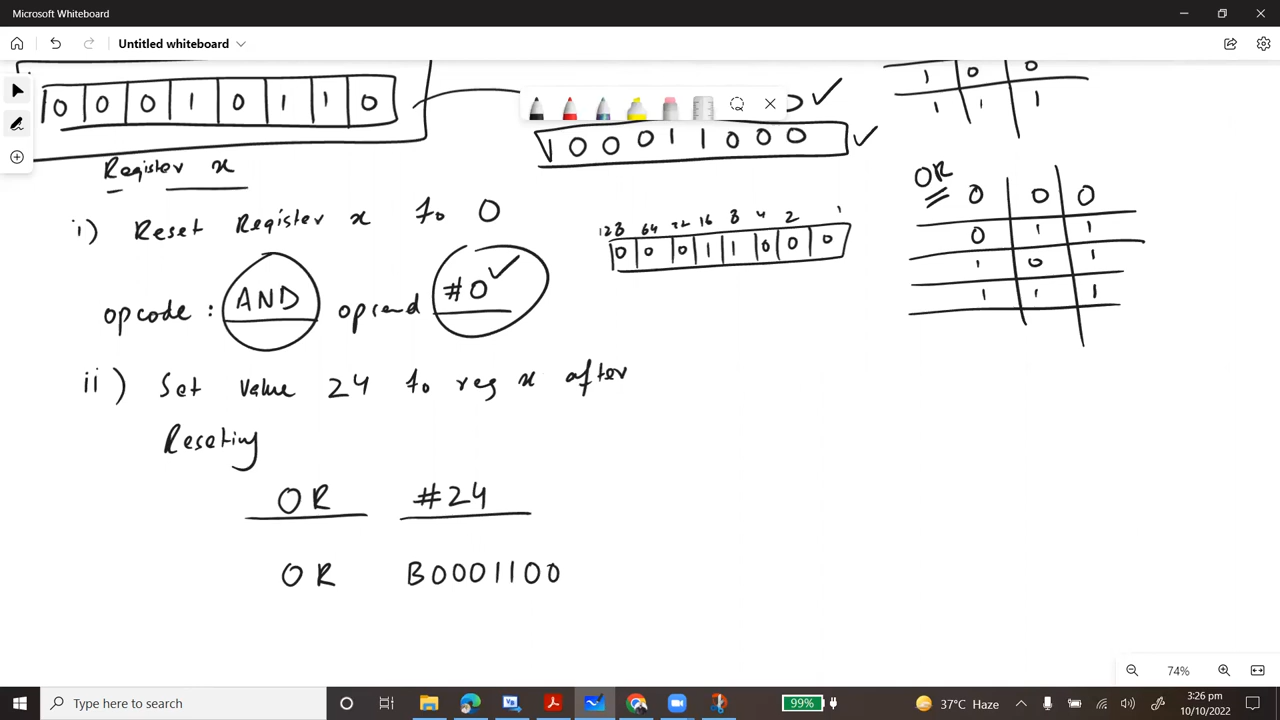 Microsoft Whiteboard
Untitled whiteboard
0 0 0 1 0 1 1 0
Register x
0 0 0 1 1 0 0 0
1 0 0
1 1 1
OR
0 0 0
0 1 1
1 0 1
1 1 1
i) Reset Register x to 0
128 64 32 16 8 4 2 1
0 0 0 1 1 0 0 0
opcode : AND operand #0
ii) Set value 24 to reg x after
Reseting
OR #24
OR B0001100
74%
Type here to search
99%
37°C Haze
3:26 pm
10/10/2022